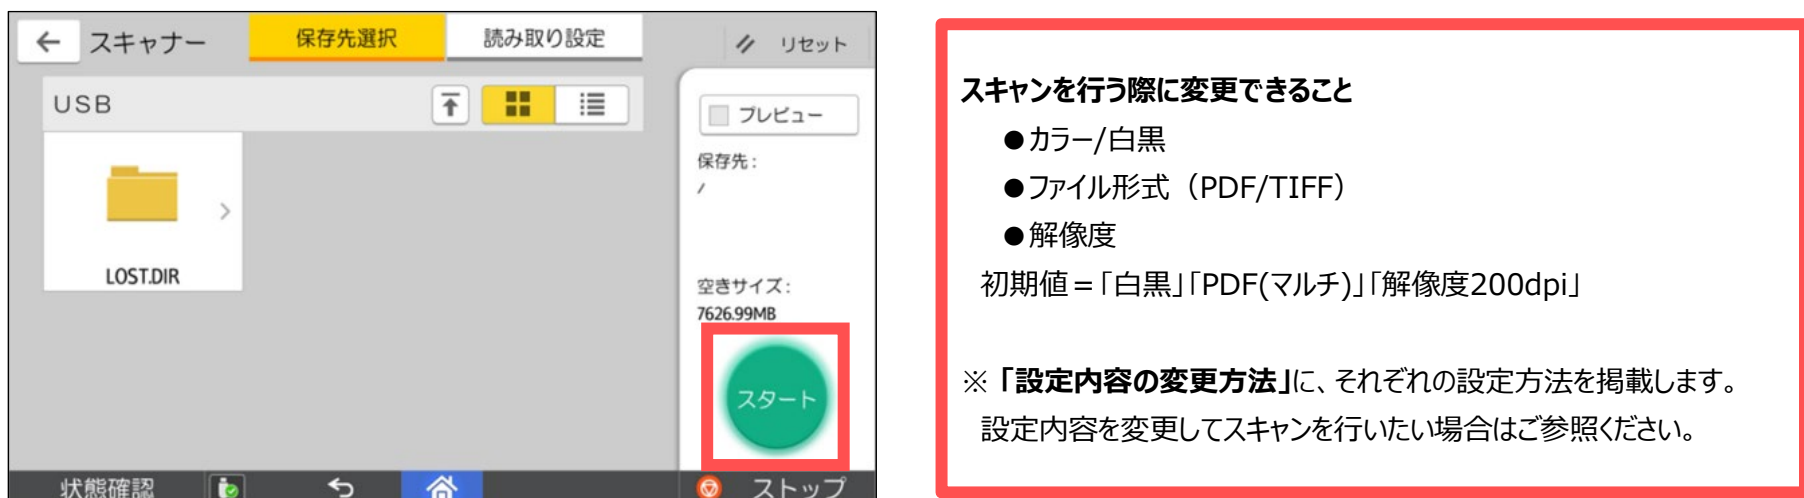 スキャナー
保存先選択
読み取り設定
リセット
USB
プレビュー
保存先:
/
LOST.DIR
空きサイズ:
7626.99MB
スタート
状態確認
ストップ
スキャンを行う際に変更できること
●カラー/白黒
●ファイル形式（PDF/TIFF）
●解像度
初期値＝「白黒」「PDF(マルチ)」「解像度200dpi」
※「設定内容の変更方法」に、それぞれの設定方法を掲載します。
設定内容を変更してスキャンを行いたい場合はご参照ください。